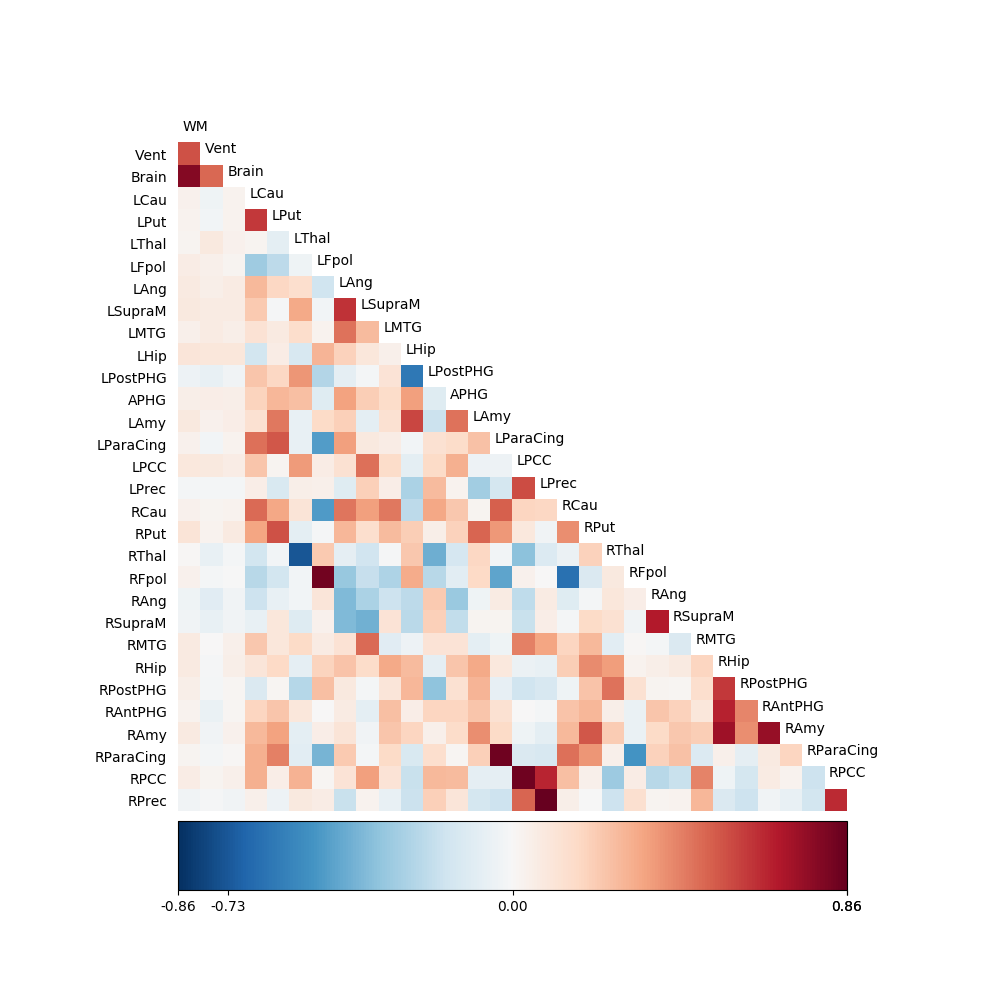 WM
Vent Vent
Brain Brain
LCau LCau
LPut LPut
LThal LThal
LFpol LFpol
LAng LAng
LSupraM LSupraM
LMTG LMTG
LHip LHip
LPostPHG LPostPHG
APHG APHG
LAmy LAmy
LParaCing LParaCing
LPCC LPCC
LPrec LPrec
RCau RCau
RPut RPut
RThal RThal
RFpol RFpol
RAng RAng
RSupraM RSupraM
RMTG RMTG
RHip RHip
RPostPHG RPostPHG
RAntPHG RAntPHG
RAmy RAmy
RParaCing RParaCing
RPCC RPCC
RPrec
-0.86 -0.73 0.00 0.86